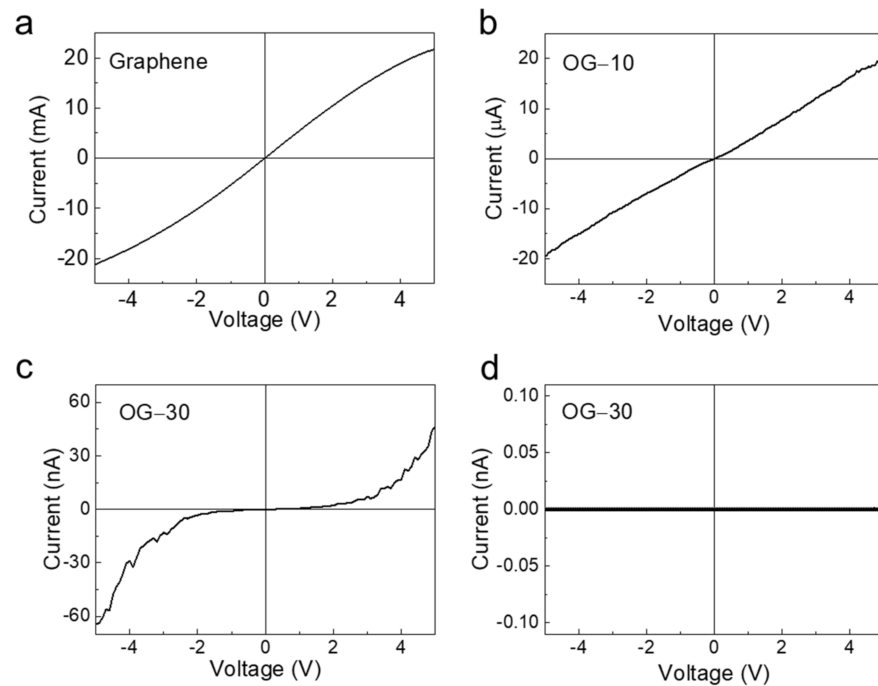 a
Graphene
20
10
0
-10
-20
Current (mA)
-4 -2 0 2 4
Voltage (V)
b
OG–10
20
10
0
-10
-20
Current (μA)
-4 -2 0 2 4
Voltage (V)
c
OG–30
60
30
0
-30
-60
Current (nA)
-4 -2 0 2 4
Voltage (V)
d
OG–30
0.10
0.05
0.00
-0.05
-0.10
Current (nA)
-4 -2 0 2 4
Voltage (V)